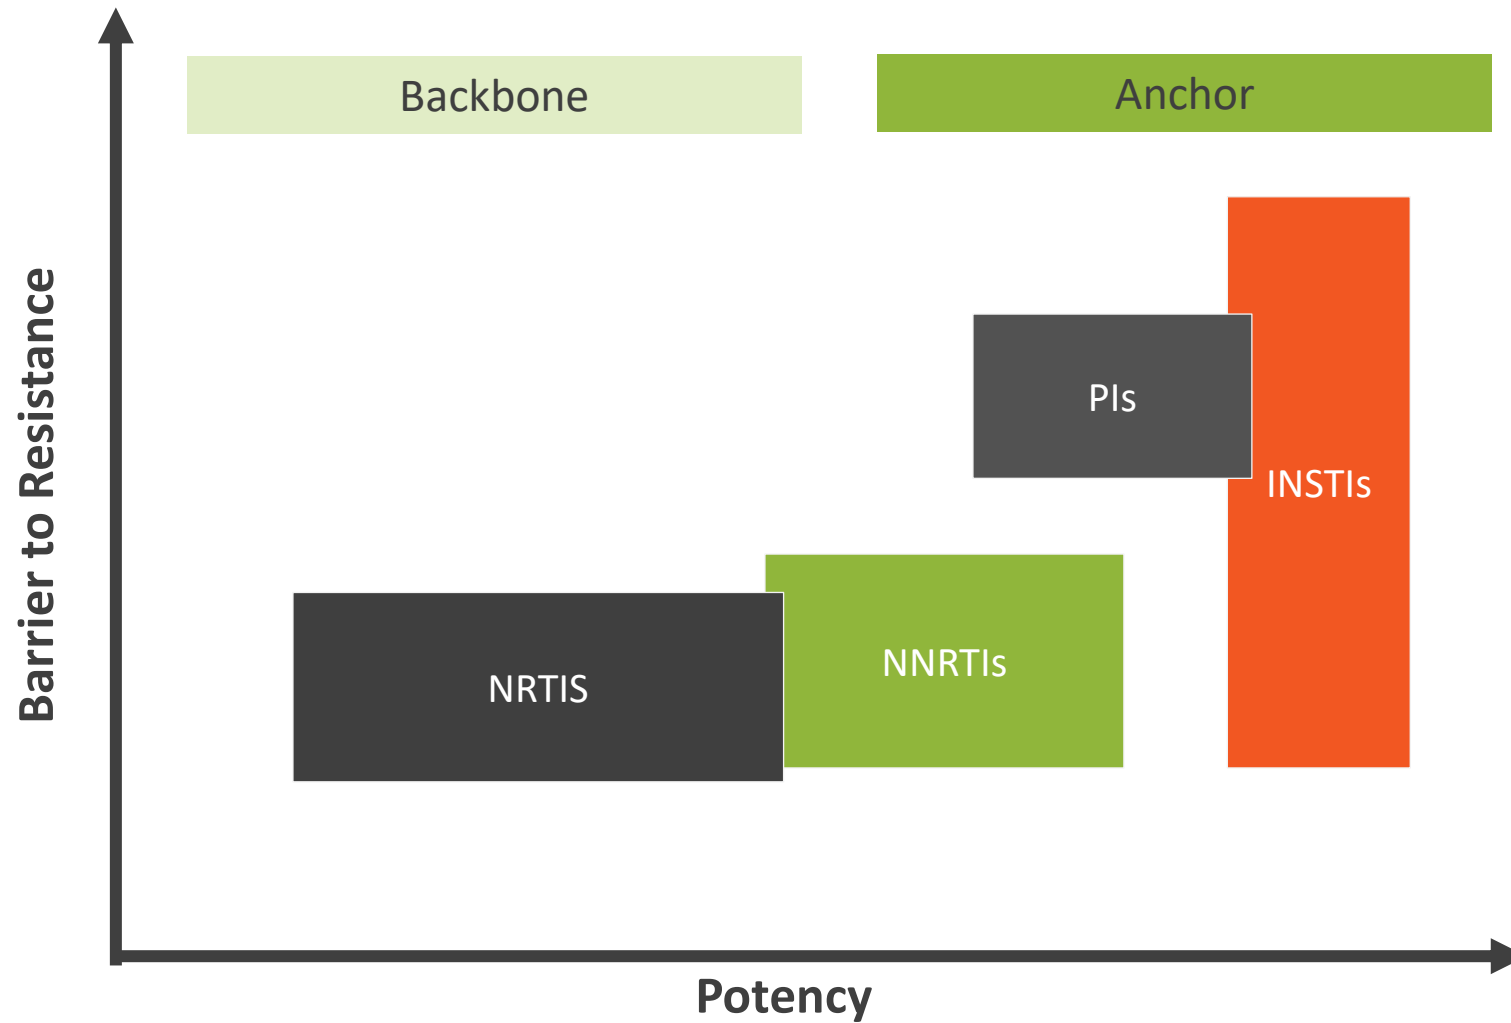 Backbone
Anchor
Barrier to Resistance
PIs
INSTIs
NNRTIs
NRTIS
Potency